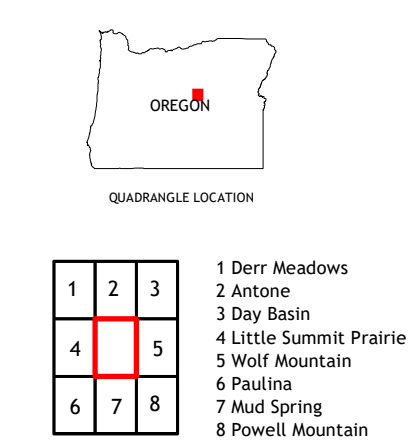 OREGON
QUADRANGLE LOCATION
1 2 3
4 5
6 7 8
1 Derr Meadows
2 Antone
3 Day Basin
4 Little Summit Prairie
5 Wolf Mountain
6 Paulina
7 Mud Spring
8 Powell Mountain